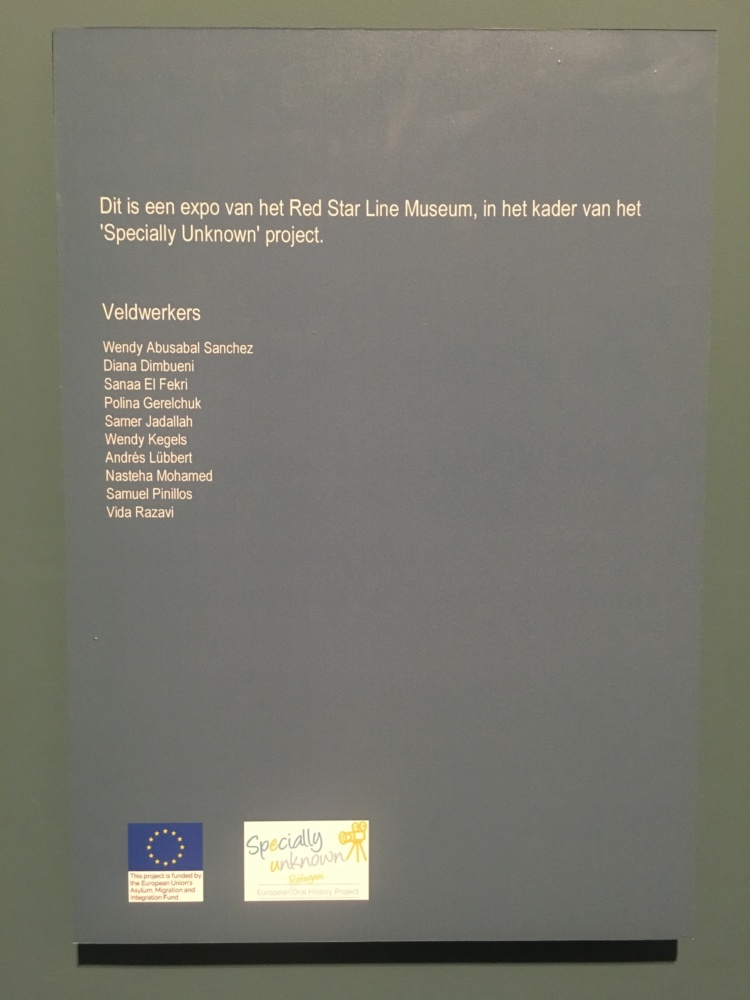 Dit is een expo van het Red Star Line Museum, in het kader van het
'Specially Unknown' project.
Veldwerkers
Wendy Abusabal Sanchez
Diana Dimbueni
Sanaa El Fekri
Polina Gerelchuk
Samer Jadallah
Wendy Kegels
Andrés Lübbert
Nasteha Mohamed
Samuel Pinillos
Vida Razavi
This project is funded by
the European Union's
Asylum, Migration and
Integration Fund
Specially
unknown
European Oral History Project